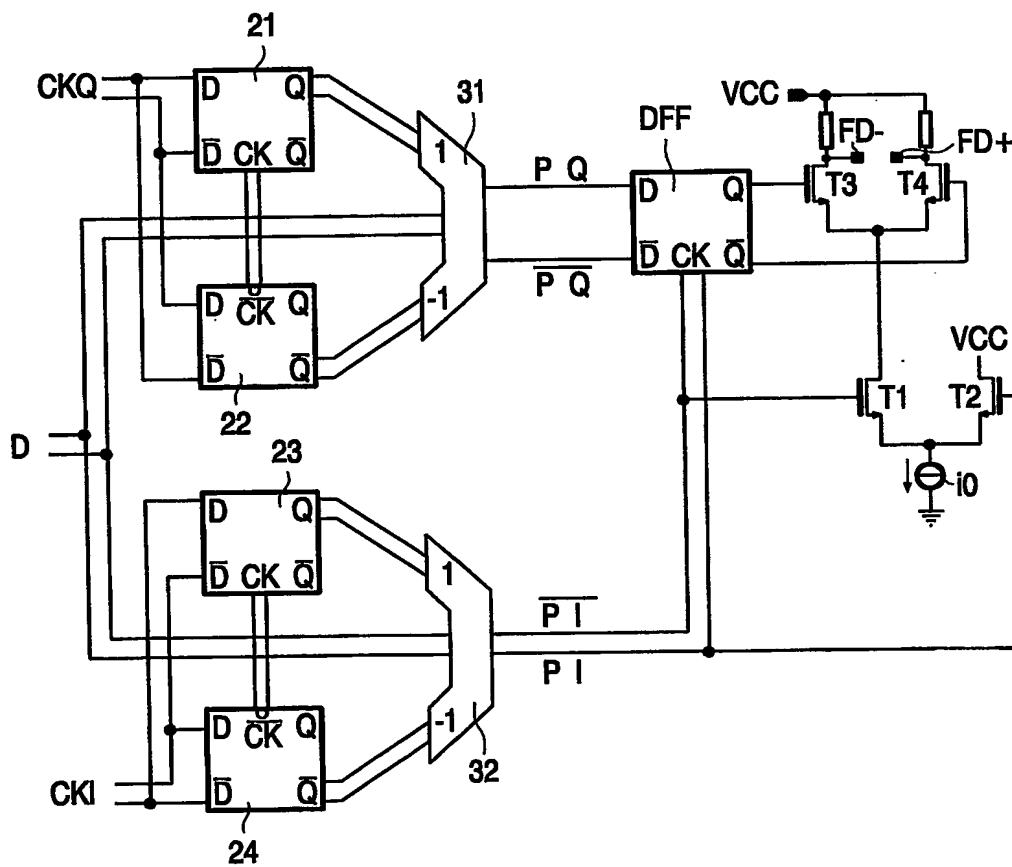 21
CKQ
D Q
D̅ CK Q̅
31
1
-1
D Q
C̅K̅
D̅ Q̅
22
P Q
P̅ Q̅
DFF
D Q
D̅ CK Q̅
VCC
FD-
FD+
T3 T4
VCC
T1 T2
i0
D
23
D Q
D̅ CK Q̅
1
-1
32
P̅ I̅
P I
D Q
C̅K̅
D̅ Q̅
CKI
24